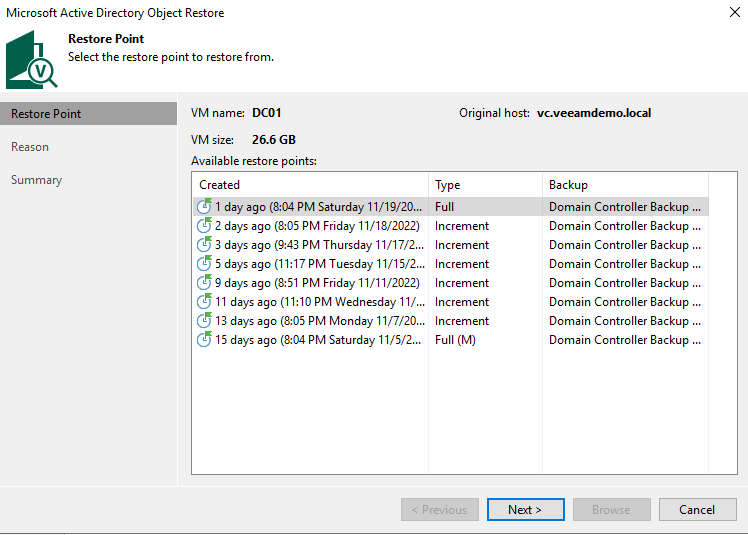 Microsoft Active Directory Object Restore
Restore Point
Select the restore point to restore from.
Restore Point
Reason
Summary
VM name: DC01 Original host: vc.veeamdemo.local
VM size: 26.6 GB
Available restore points:
Created Type Backup
1 day ago (8:04 PM Saturday 11/19/20... Full Domain Controller Backup ...
2 days ago (8:05 PM Friday 11/18/2022) Increment Domain Controller Backup ...
3 days ago (9:43 PM Thursday 11/17/2... Increment Domain Controller Backup ...
5 days ago (11:17 PM Tuesday 11/15/2... Increment Domain Controller Backup ...
9 days ago (8:51 PM Friday 11/11/2022) Increment Domain Controller Backup ...
11 days ago (11:10 PM Wednesday 11/... Increment Domain Controller Backup ...
13 days ago (8:05 PM Monday 11/7/20... Increment Domain Controller Backup ...
15 days ago (8:04 PM Saturday 11/5/2... Full (M) Domain Controller Backup ...
< Previous Next > Browse Cancel